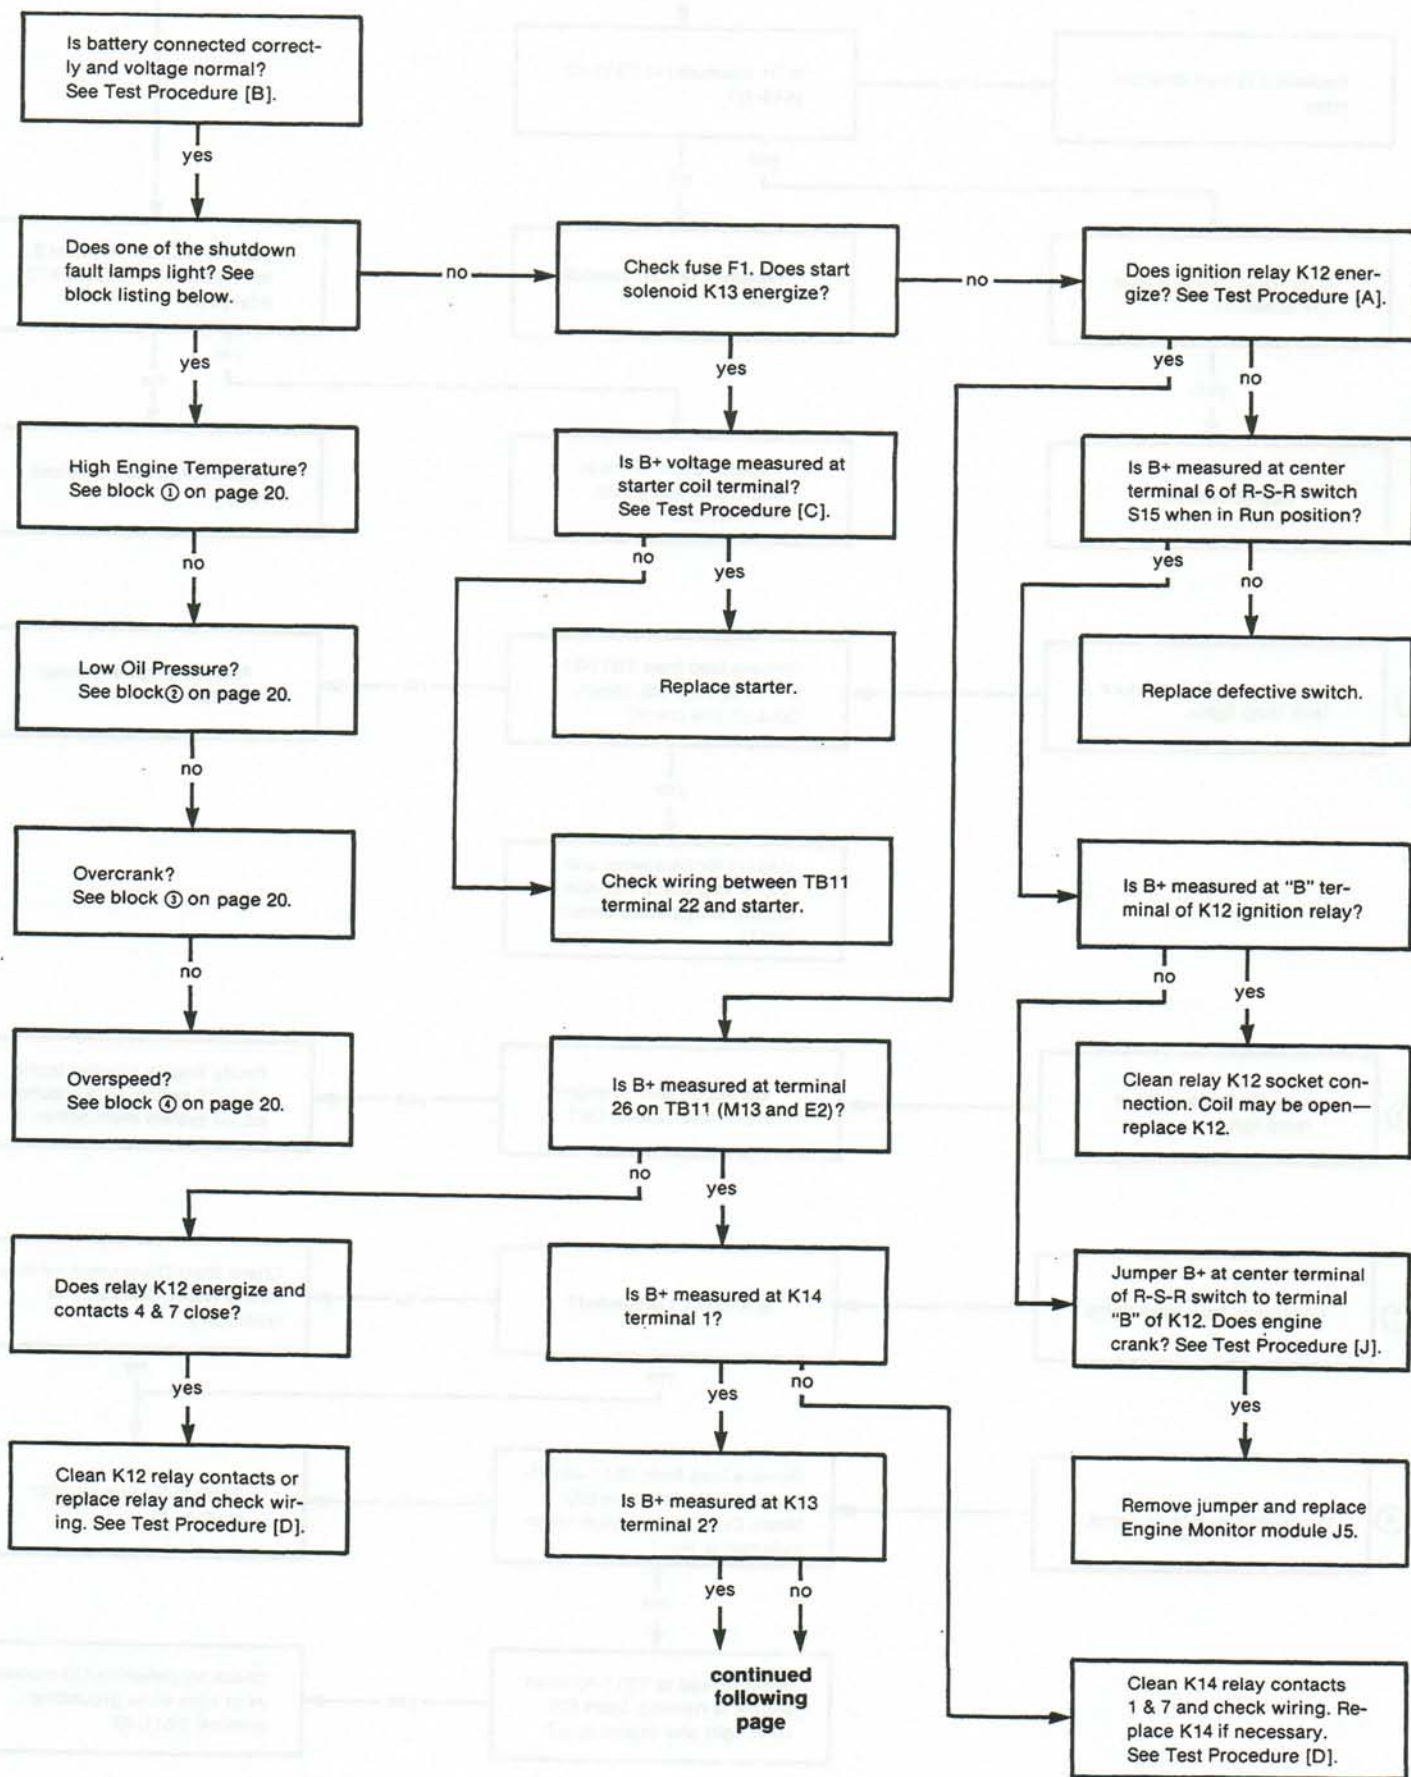 Is battery connected correct-
ly and voltage normal?
See Test Procedure [B].
yes
Does one of the shutdown
fault lamps light? See
block listing below.
no
Check fuse F1. Does start
solenoid K13 energize?
no
Does ignition relay K12 ener-
gize? See Test Procedure [A].
yes
yes
yes
no
High Engine Temperature?
See block ① on page 20.
Is B+ voltage measured at
starter coil terminal?
See Test Procedure [C].
Is B+ measured at center
terminal 6 of R-S-R switch
S15 when in Run position?
no
no
yes
yes
no
Low Oil Pressure?
See block② on page 20.
Replace starter.
Replace defective switch.
no
Overcrank?
See block ③ on page 20.
Check wiring between TB11
terminal 22 and starter.
Is B+ measured at "B" ter-
minal of K12 ignition relay?
no
no
yes
Overspeed?
See block ④ on page 20.
Is B+ measured at terminal
26 on TB11 (M13 and E2)?
Clean relay K12 socket con-
nection. Coil may be open—
replace K12.
no
yes
Does relay K12 energize and
contacts 4 & 7 close?
Is B+ measured at K14
terminal 1?
Jumper B+ at center terminal
of R-S-R switch to terminal
"B" of K12. Does engine
crank? See Test Procedure [J].
yes
yes
no
yes
Clean K12 relay contacts or
replace relay and check wir-
ing. See Test Procedure [D].
Is B+ measured at K13
terminal 2?
Remove jumper and replace
Engine Monitor module J5.
yes
no
continued
following
page
Clean K14 relay contacts
1 & 7 and check wiring. Re-
place K14 if necessary.
See Test Procedure [D].